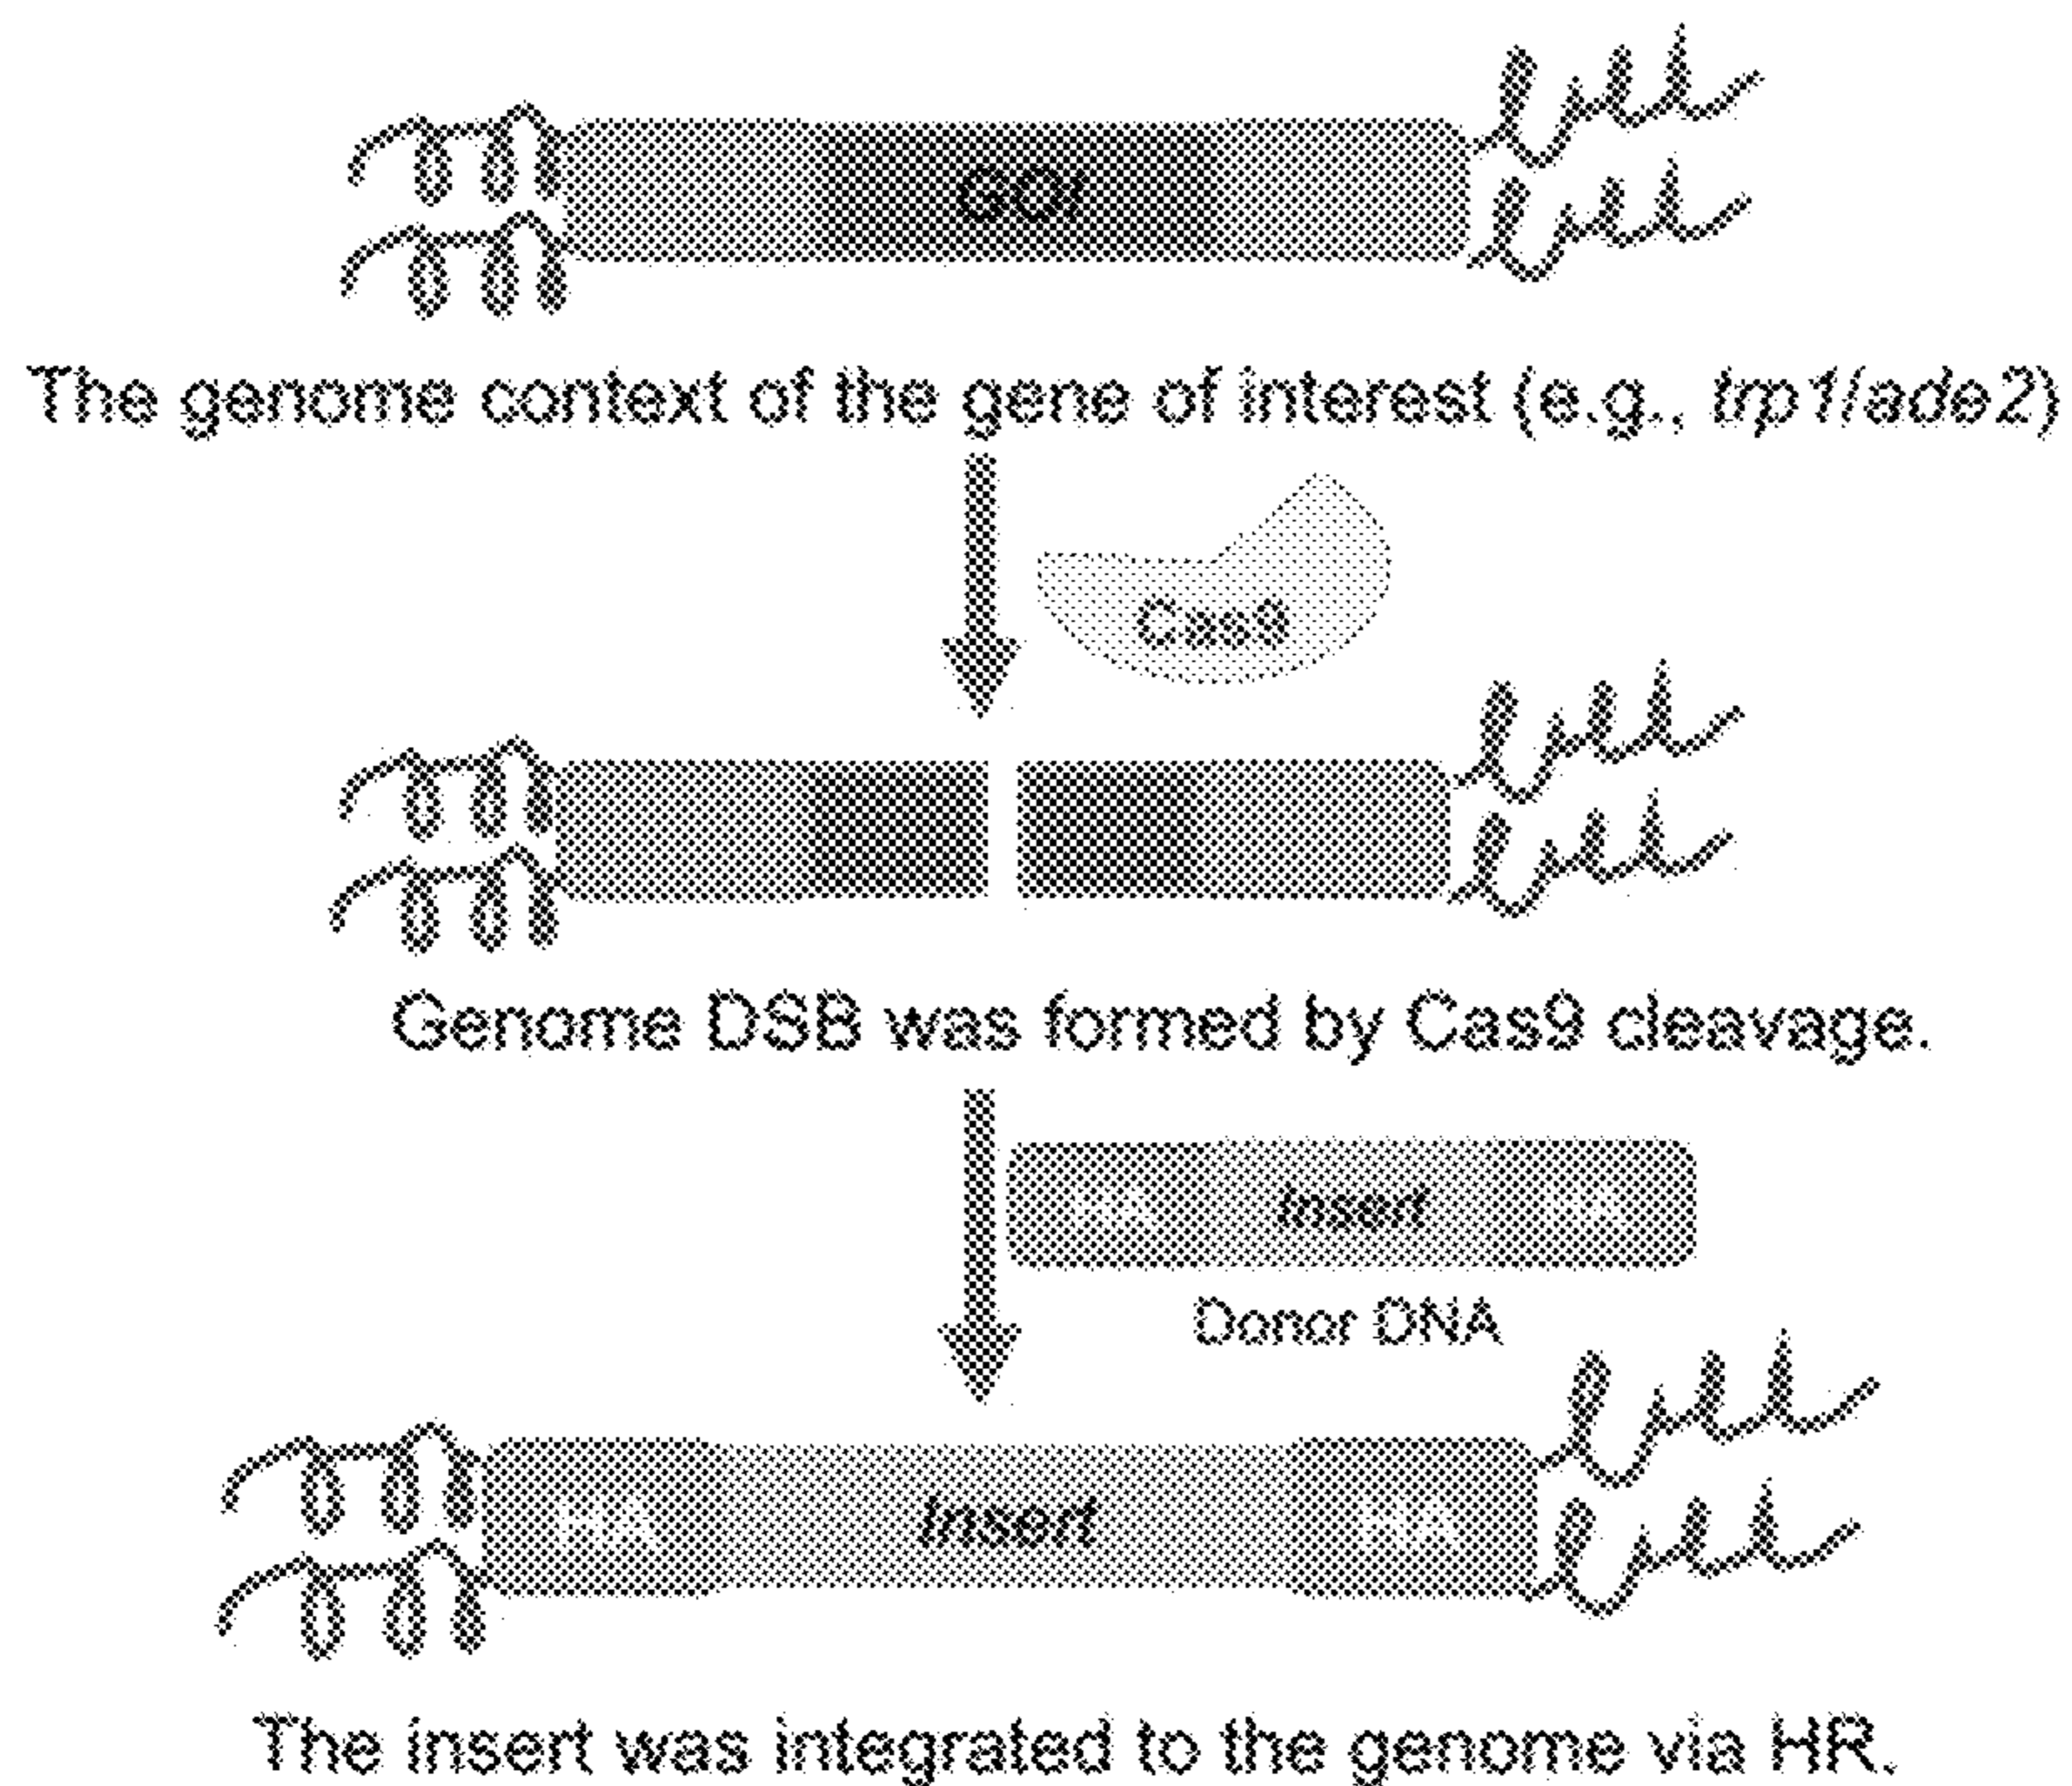 GOI
The genome context of the gene of interest (e.g., trp1/ade2)
Cas9
Genome DSB was formed by Cas9 cleavage.
Insert
Donor DNA
Insert
The insert was integrated to the genome via HR.